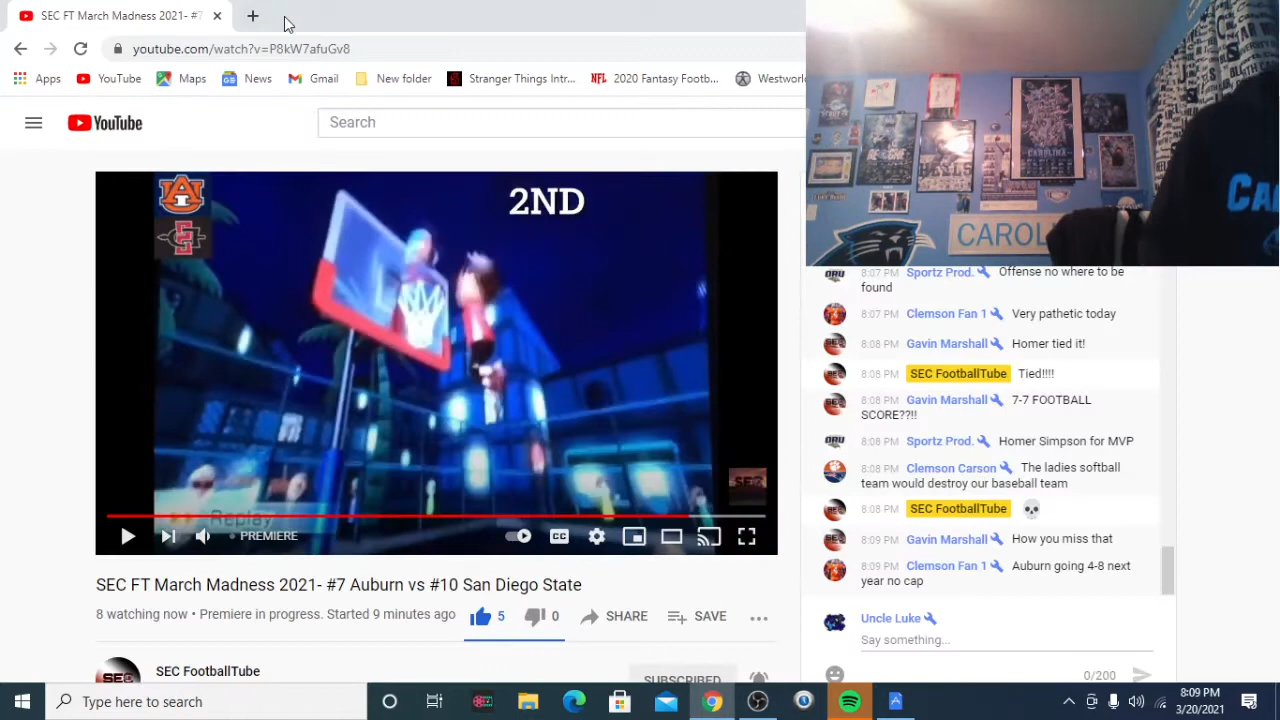 SEC FT March Madness 2021- #7
youtube.com/watch?v=P8kW7afuGv8
Apps YouTube Maps News Gmail New folder Stranger Things Intr... NFL 2020 Fantasy Footb... Westworl
YouTube
Search
2ND
SEC
Replay
PREMIERE
CC
SEC FT March Madness 2021- #7 Auburn vs #10 San Diego State
8 watching now • Premiere in progress. Started 9 minutes ago
5 0 SHARE SAVE
SEC
SEC FootballTube
SUBSCRIBED
CAROL
8:07 PM Sportz Prod. Offense no where to be
found
8:07 PM Clemson Fan 1 Very pathetic today
8:08 PM Gavin Marshall Homer tied it!
8:08 PM SEC FootballTube Tied!!!!
8:08 PM Gavin Marshall 7-7 FOOTBALL
SCORE??!!
8:08 PM Sportz Prod. Homer Simpson for MVP
8:08 PM Clemson Carson The ladies softball
team would destroy our baseball team
8:08 PM SEC FootballTube 💀
8:09 PM Gavin Marshall How you miss that
8:09 PM Clemson Fan 1 Auburn going 4-8 next
year no cap
Uncle Luke
Say something...
0/200
Type here to search
8:09 PM
3/20/2021